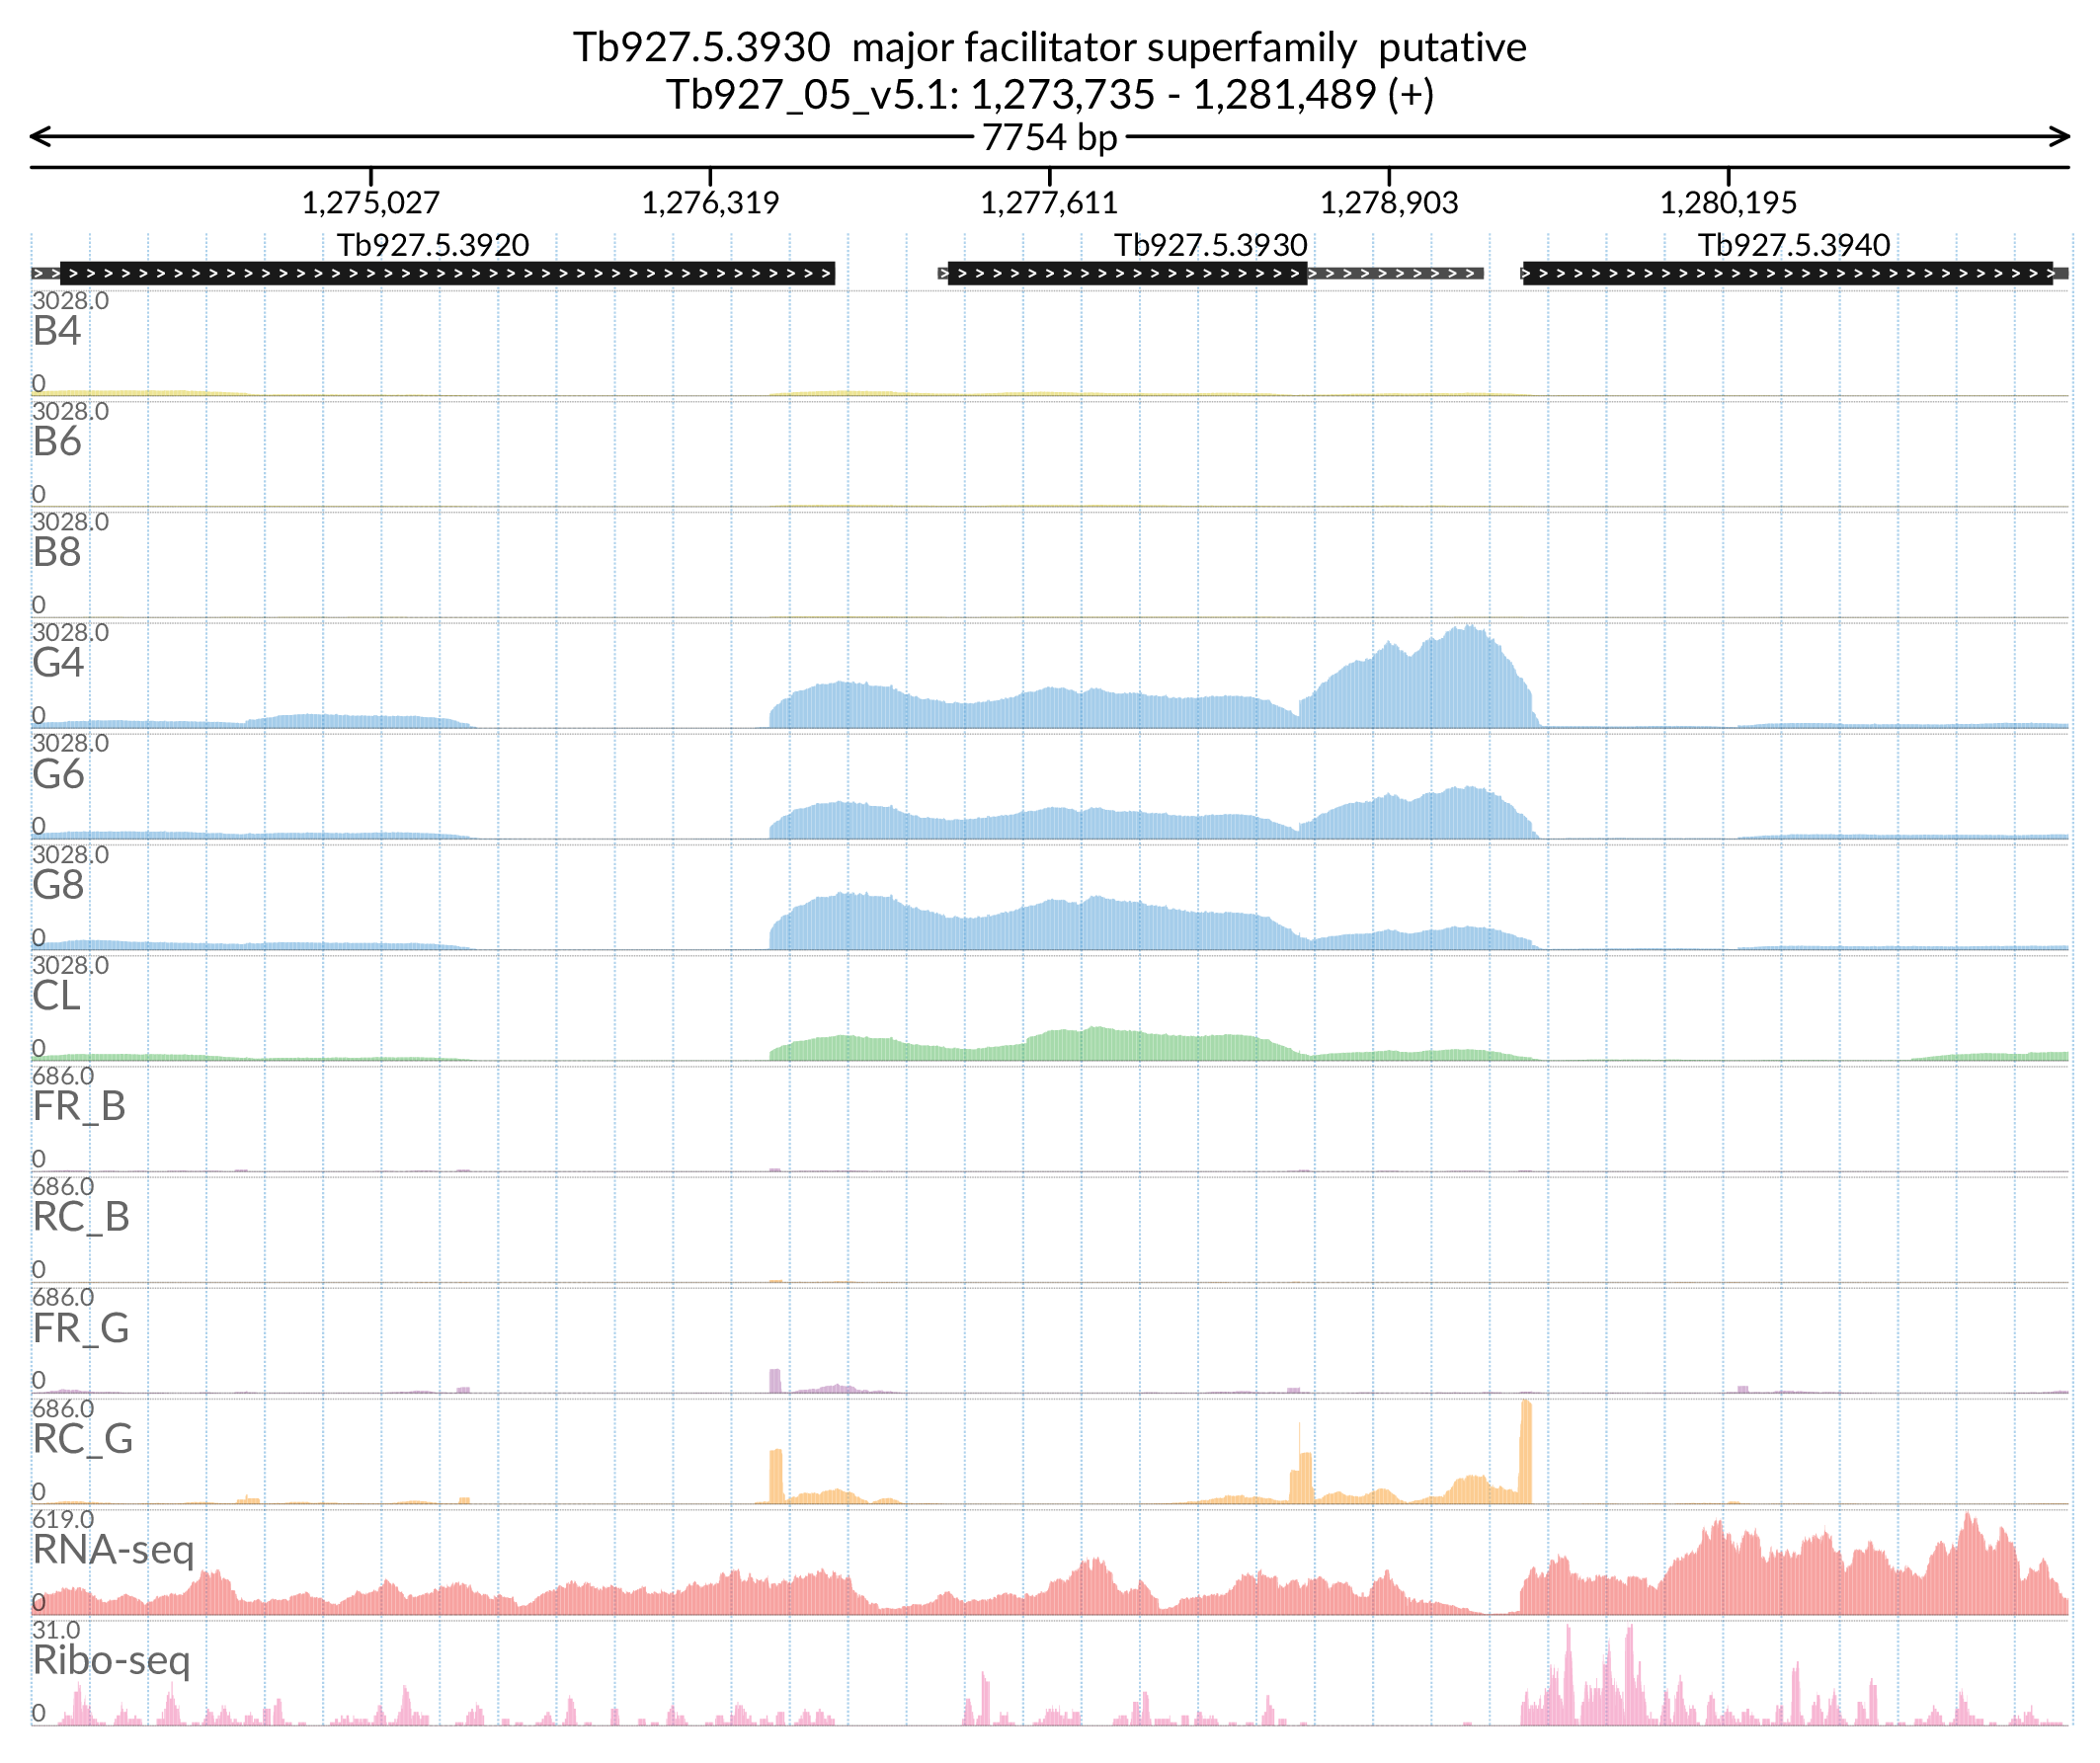 Tb927.5.3930 major facilitator superfamily putative
Tb927_05_v5.1: 1,273,735 - 1,281,489 (+)
7754 bp
1,275,027 1,276,319 1,277,611 1,278,903 1,280,195
Tb927.5.3920 Tb927.5.3930 Tb927.5.3940
3028.0
B4
0
3028.0
B6
0
3028.0
B8
0
3028.0
G4
0
3028.0
G6
0
3028.0
G8
0
3028.0
CL
0
686.0
FR_B
0
686.0
RC_B
0
686.0
FR_G
0
686.0
RC_G
0
619.0
RNA-seq
0
31.0
Ribo-seq
0